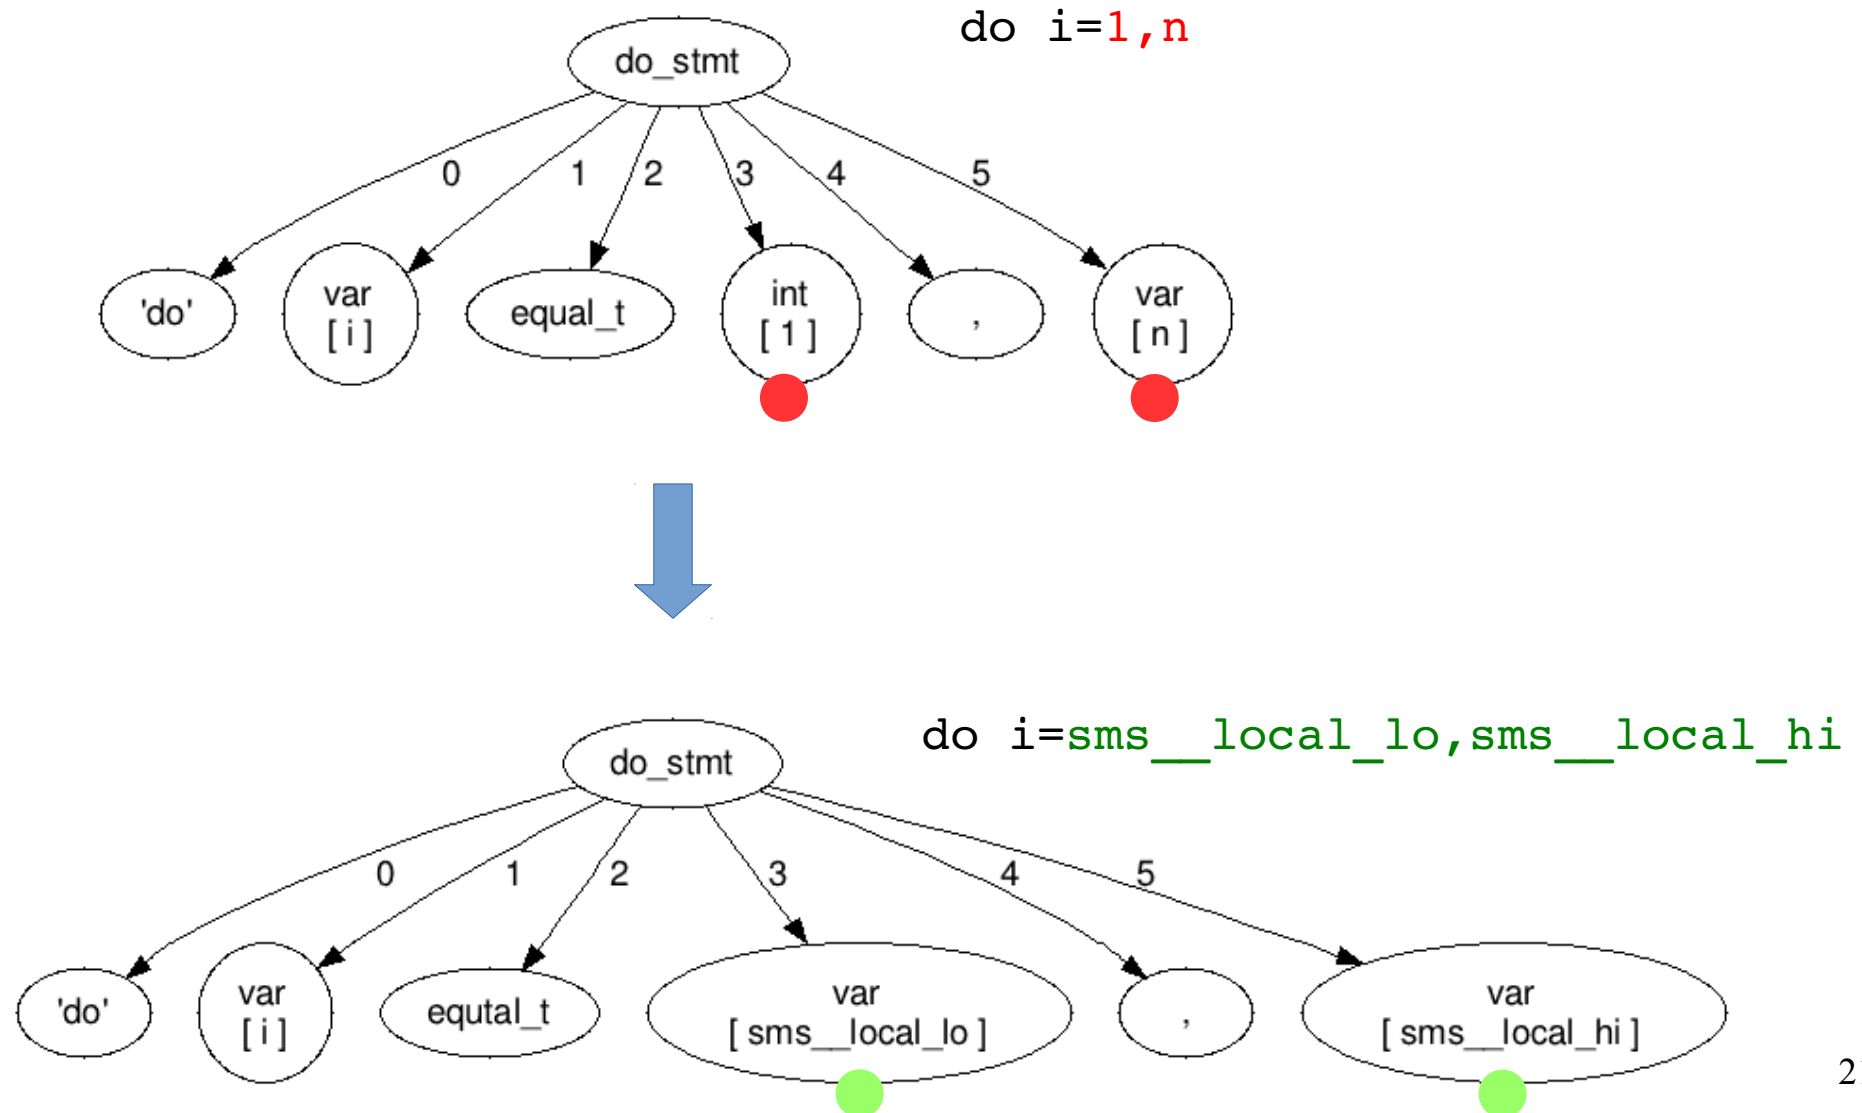 do i=1,n
do_stmt
0 1 2 3 4 5
'do'
var
[ i ]
equal_t
int
[ 1 ]
,
var
[ n ]
do i=sms__local_lo,sms__local_hi
do_stmt
0 1 2 3 4 5
'do'
var
[ i ]
equtal_t
var
[ sms__local_lo ]
,
var
[ sms__local_hi ]
2